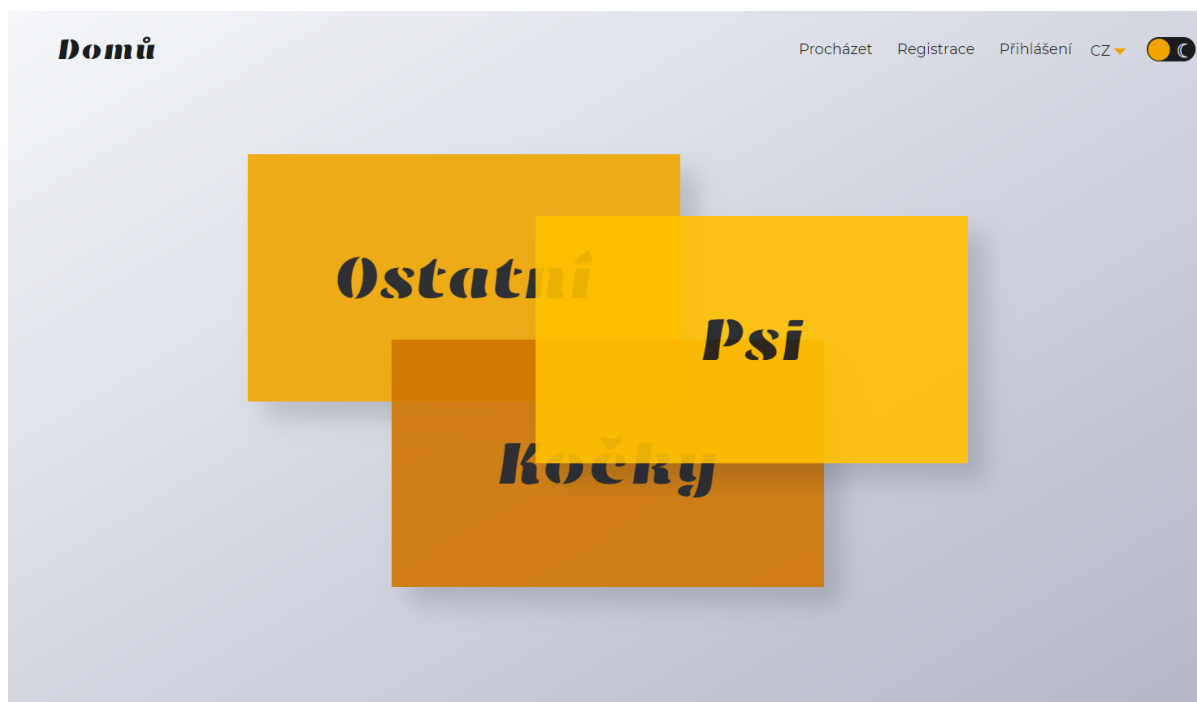 Domů
Procházet Registrace Přihlášení CZ
Ostatní
Psi
Kočky